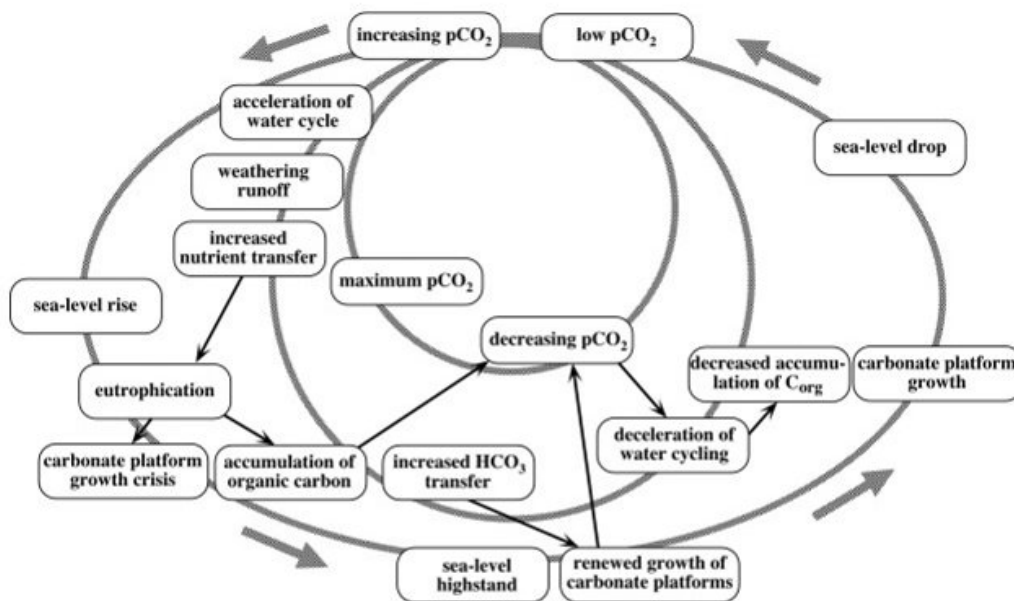 increasing pCO₂
low pCO₂
acceleration of
water cycle
sea-level drop
weathering
runoff
increased
nutrient transfer
maximum pCO₂
sea-level rise
decreasing pCO₂
decreased accumu-
lation of Corg
carbonate platform
growth
eutrophication
deceleration of
water cycling
carbonate platform
growth crisis
accumulation of
organic carbon
increased HCO₃
transfer
sea-level
highstand
renewed growth of
carbonate platforms